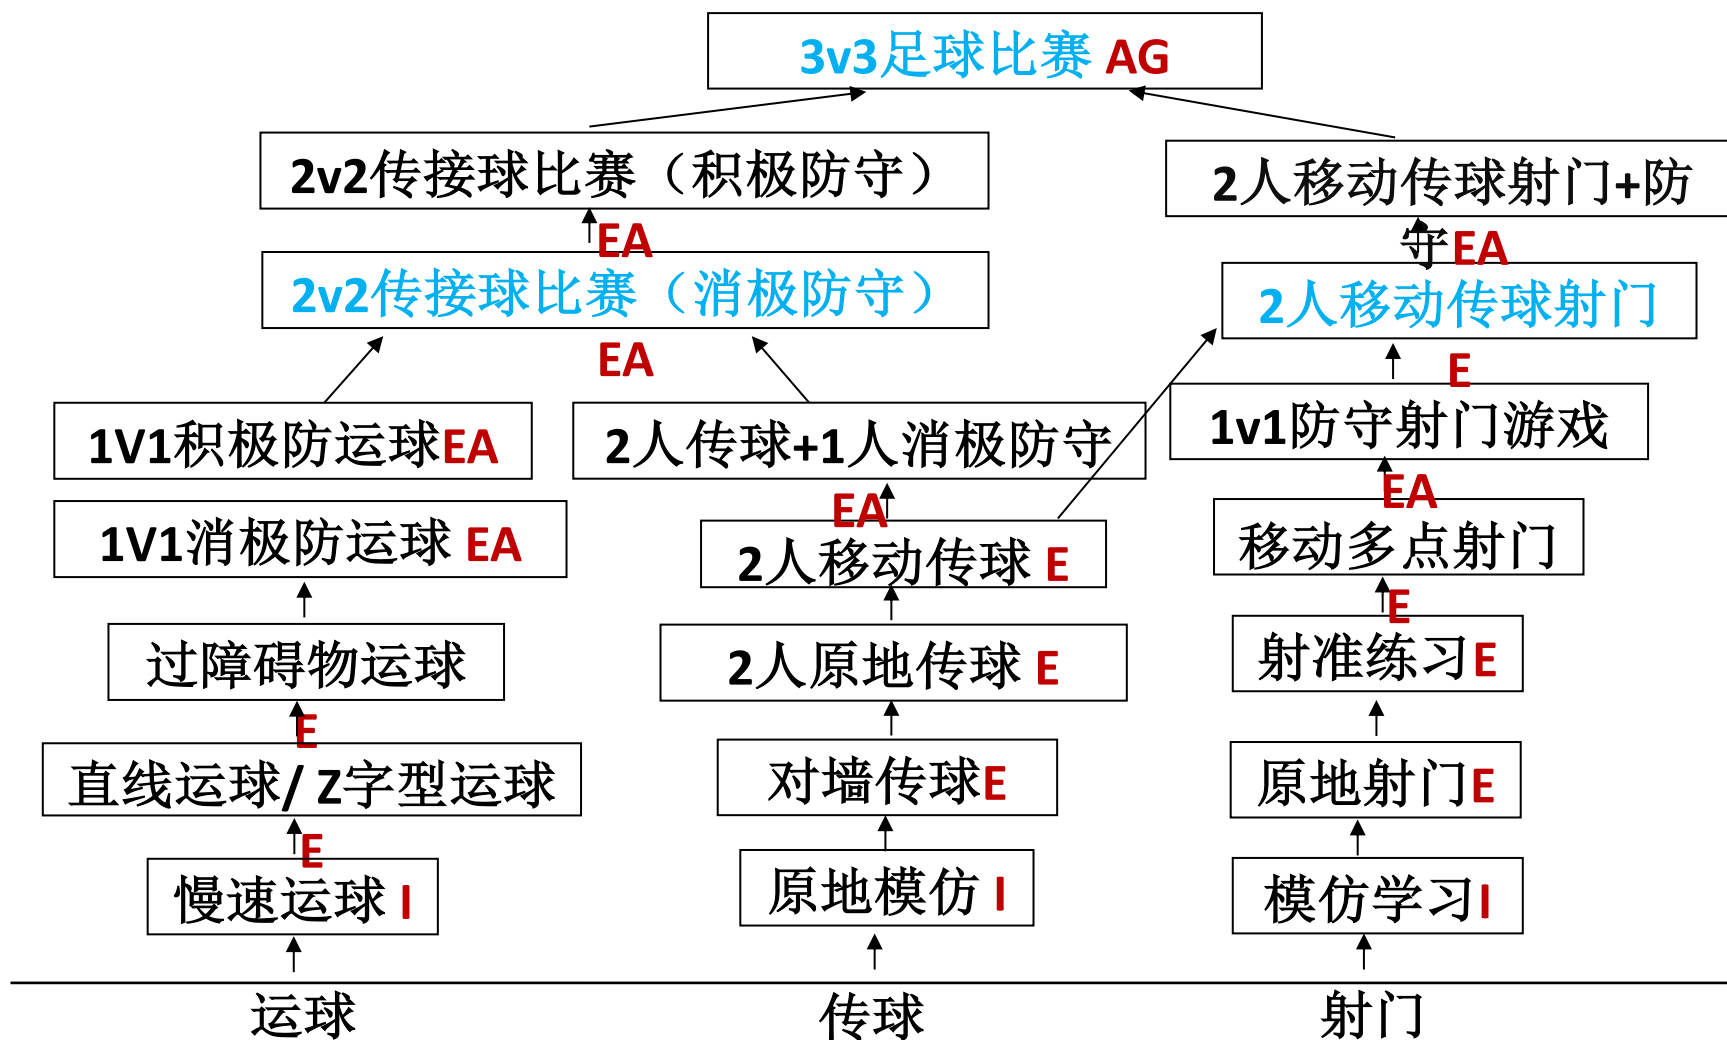 3v3足球比赛 AG
2v2传接球比赛（积极防守）
EA
2人移动传球射门+防
守EA
2v2传接球比赛（消极防守）
EA
2人移动传球射门
E
1V1积极防运球EA
2人传球+1人消极防守
EA
1v1防守射门游戏
EA
1V1消极防运球 EA
2人移动传球 E
移动多点射门
E
过障碍物运球
E
2人原地传球 E
射准练习E
直线运球/ Z字型运球
E
对墙传球E
原地射门E
慢速运球 I
原地模仿 I
模仿学习I
运球
传球
射门